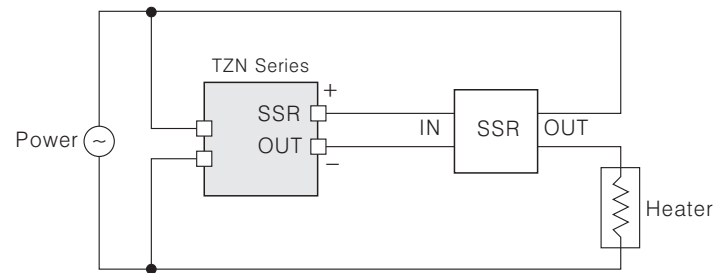 TZN Series
+
SSR
IN
SSR
OUT
Power
~
OUT
−
Heater